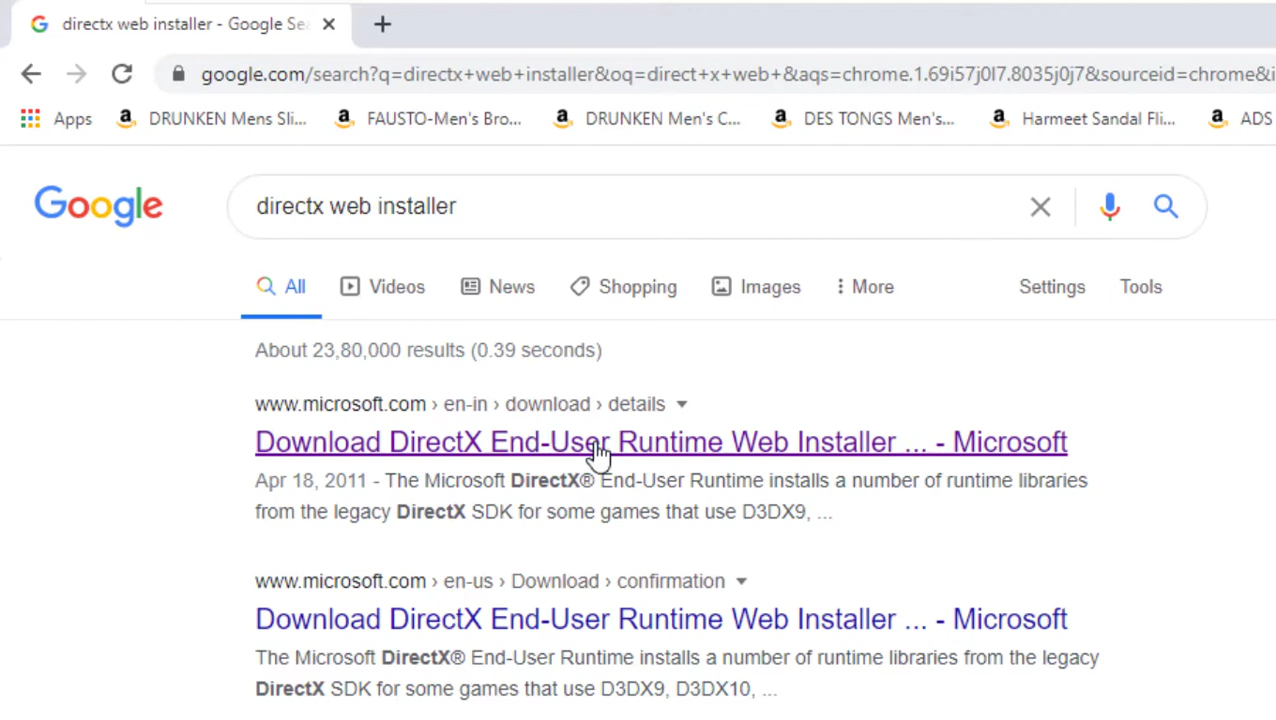 directx web installer - Google Sea
google.com/search?q=directx+web+installer&oq=direct+x+web+&aqs=chrome.1.69i57j0l7.8035j0j7&sourceid=chrome&i
Apps DRUNKEN Mens Sli... FAUSTO-Men's Bro... DRUNKEN Men's C... DES TONGS Men's... Harmeet Sandal Fli... ADS
Google directx web installer
All Videos News Shopping Images More Settings Tools
About 23,80,000 results (0.39 seconds)
www.microsoft.com › en-in › download › details
Download DirectX End-User Runtime Web Installer ... - Microsoft
Apr 18, 2011 - The Microsoft DirectX® End-User Runtime installs a number of runtime libraries
from the legacy DirectX SDK for some games that use D3DX9, ...
www.microsoft.com › en-us › Download › confirmation
Download DirectX End-User Runtime Web Installer ... - Microsoft
The Microsoft DirectX® End-User Runtime installs a number of runtime libraries from the legacy
DirectX SDK for some games that use D3DX9, D3DX10, ...